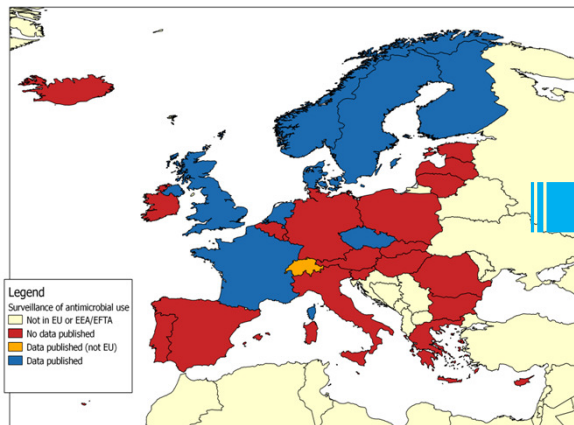 Legend
Surveillance of antimicrobial use
Not in EU or EEA/EFTA
No data published
Data published (not EU)
Data published